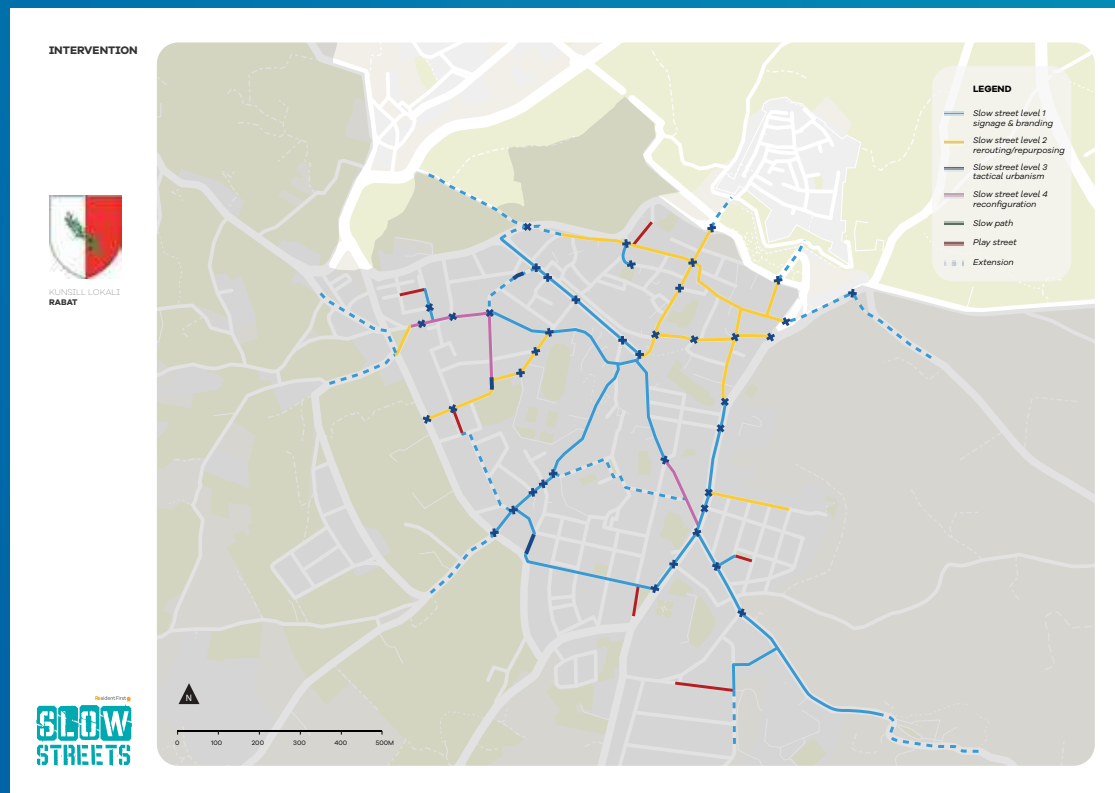 INTERVENTION
KUNSILL LOKALI
RABAT
LEGEND
Slow street level 1
signage & branding
Slow street level 2
rerouting/repurposing
Slow street level 3
tactical urbanism
Slow street level 4
reconfiguration
Slow path
Play street
Extension
ResidentFirst
SLOW
STREETS
N
0 100 200 300 400 500M